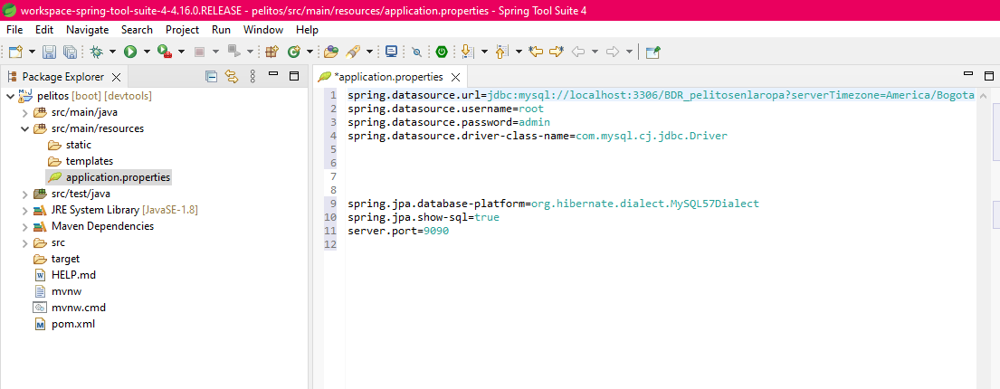 workspace-spring-tool-suite-4-4.16.0.RELEASE - pelitos/src/main/resources/application.properties - Spring Tool Suite 4
File Edit Navigate Search Project Run Window Help
Package Explorer
*application.properties
pelitos [boot] [devtools]
src/main/java
src/main/resources
static
templates
application.properties
src/test/java
JRE System Library [JavaSE-1.8]
Maven Dependencies
src
target
HELP.md
mvnw
mvnw.cmd
pom.xml
1 spring.datasource.url=jdbc:mysql://localhost:3306/BDR_pelitosenlaropa?serverTimezone=America/Bogota
2 spring.datasource.username=root
3 spring.datasource.password=admin
4 spring.datasource.driver-class-name=com.mysql.cj.jdbc.Driver
5
6
7
8
9 spring.jpa.database-platform=org.hibernate.dialect.MySQL57Dialect
10 spring.jpa.show-sql=true
11 server.port=9090
12